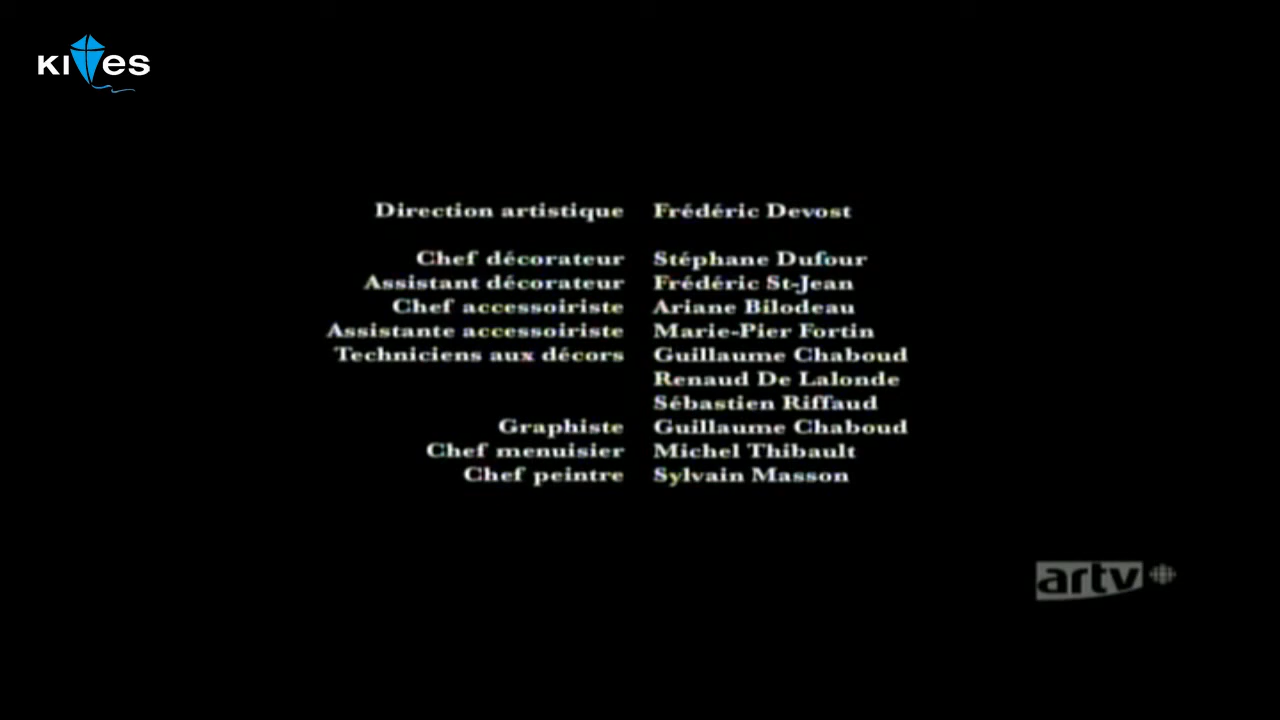 KITES
Direction artistique Frédéric Devost
Chef décorateur Stéphane Dufour
Assistant décorateur Frédéric St-Jean
Chef accessoiriste Ariane Bilodeau
Assistante accessoiriste Marie-Pier Fortin
Techniciens aux décors Guillaume Chaboud
Renaud De Lalonde
Sébastien Riffaud
Graphiste Guillaume Chaboud
Chef menuisier Michel Thibault
Chef peintre Sylvain Masson
artv